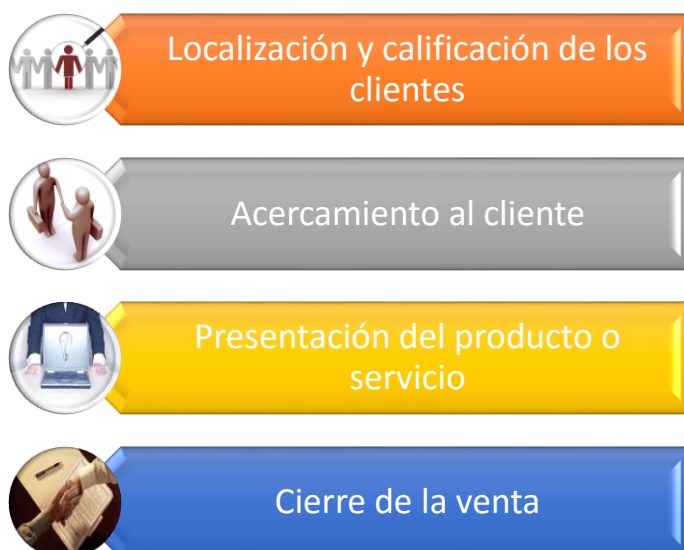 Localización y calificación de los
clientes
Acercamiento al cliente
Presentación del producto o
servicio
Cierre de la venta